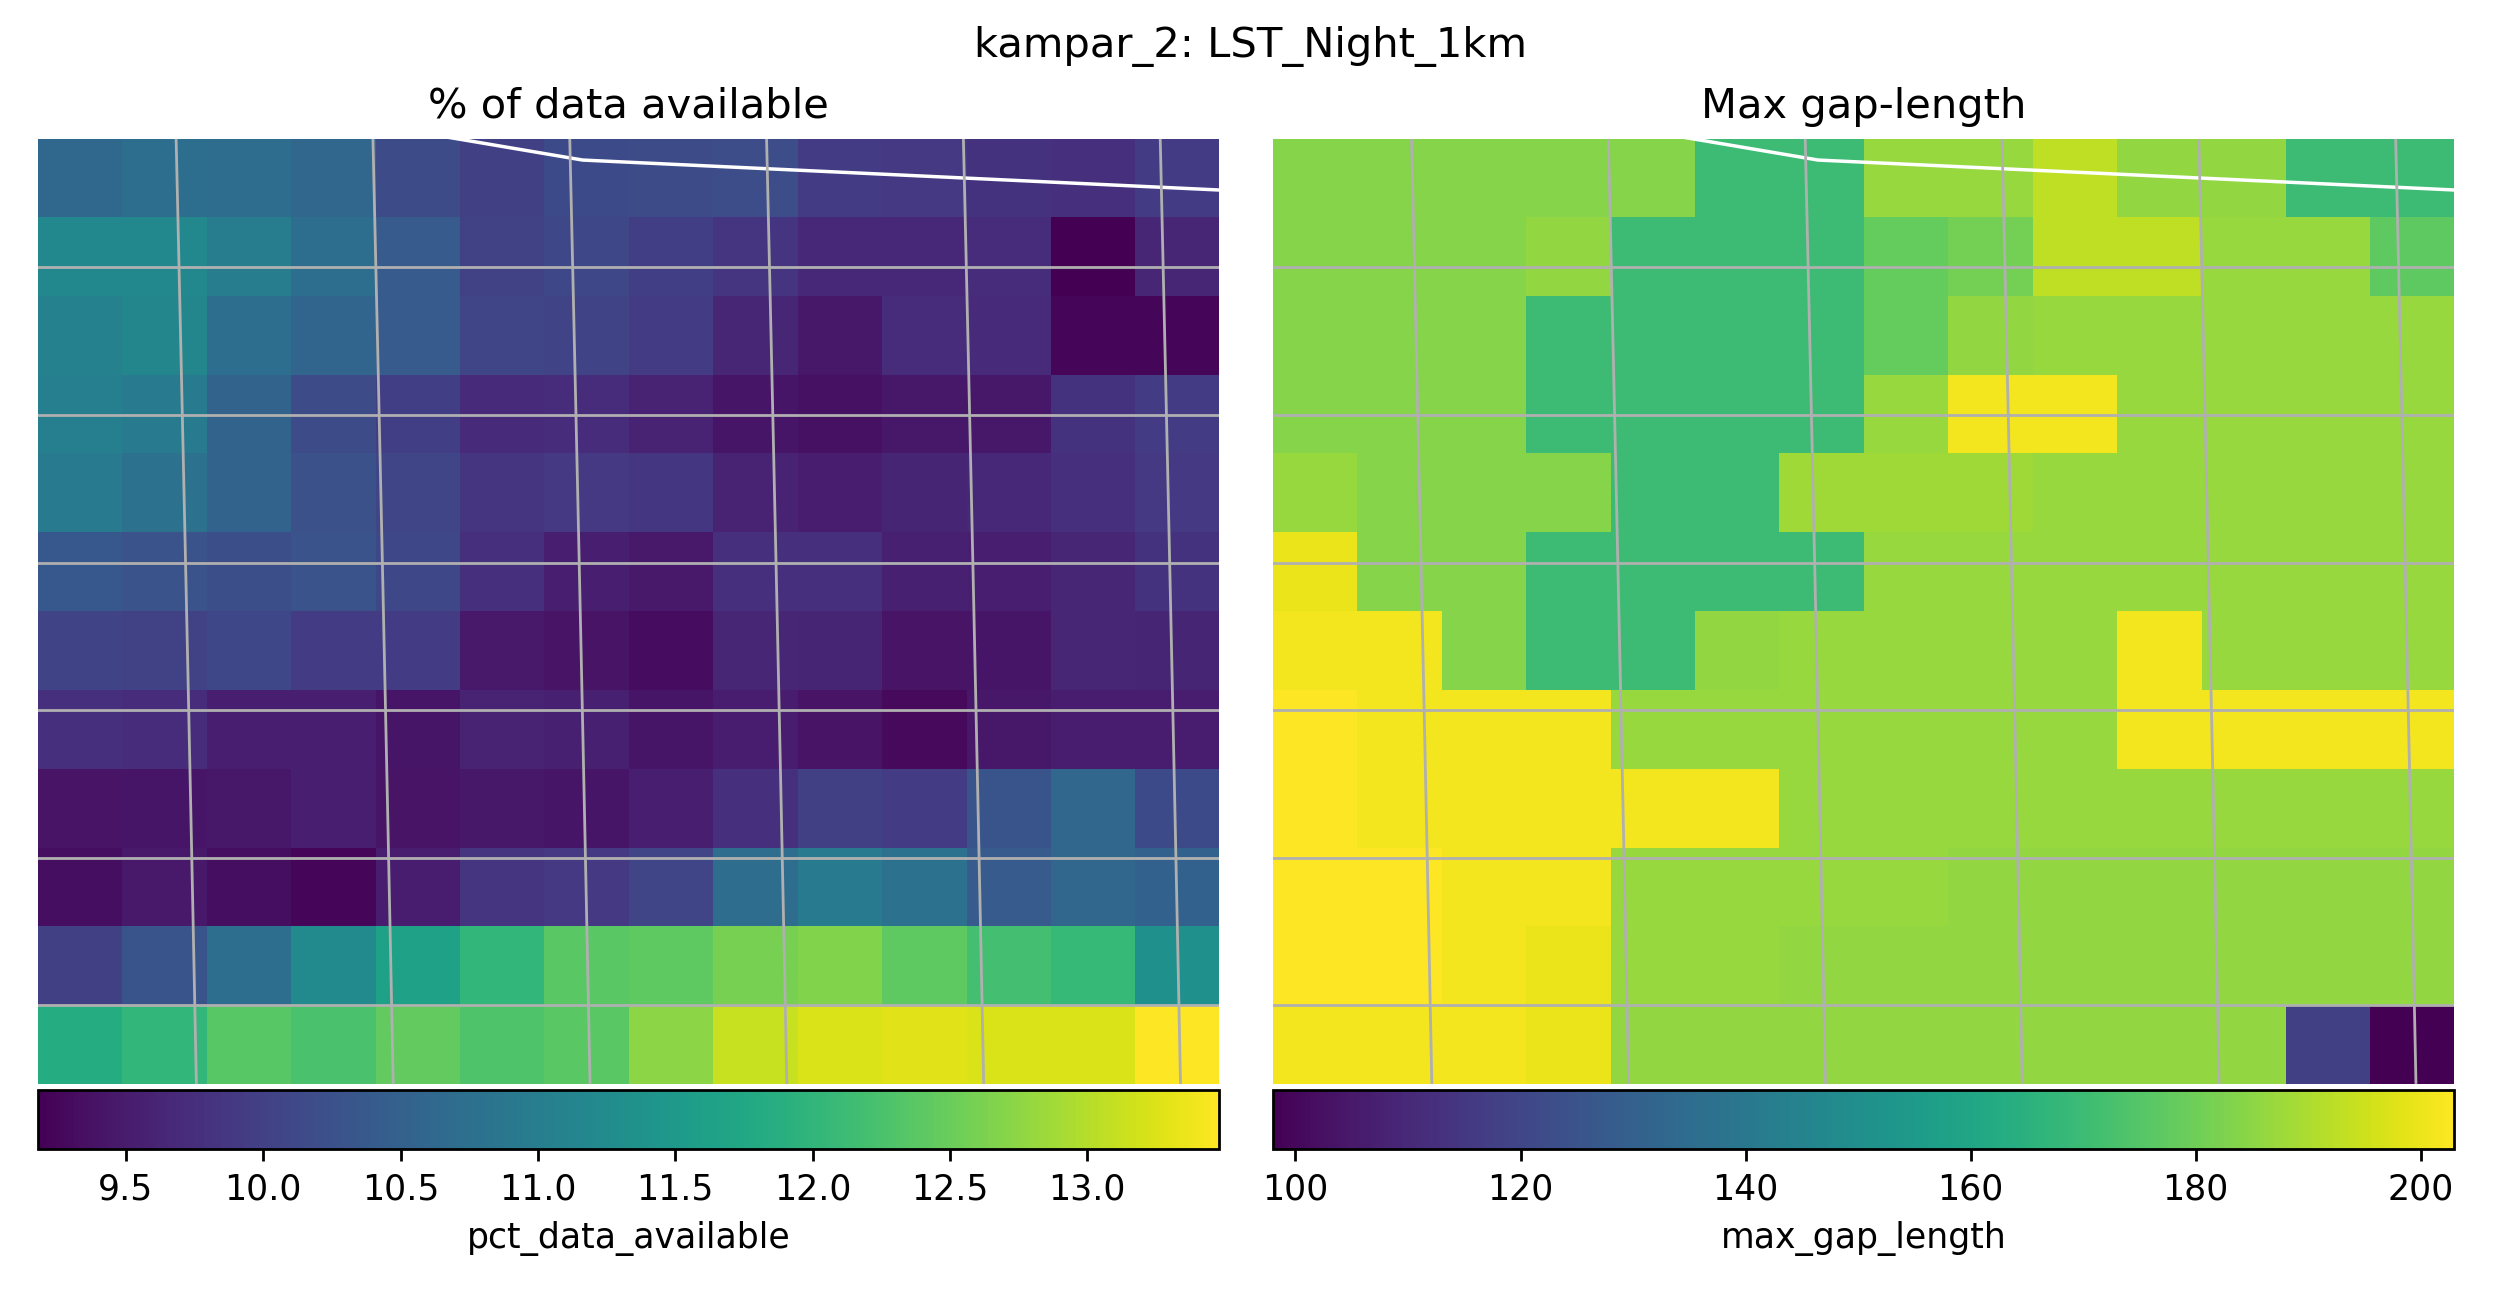 kampar_2: LST_Night_1km
% of data available
Max gap-length
9.5 10.0 10.5 11.0 11.5 12.0 12.5 13.0
pct_data_available
100 120 140 160 180 200
max_gap_length